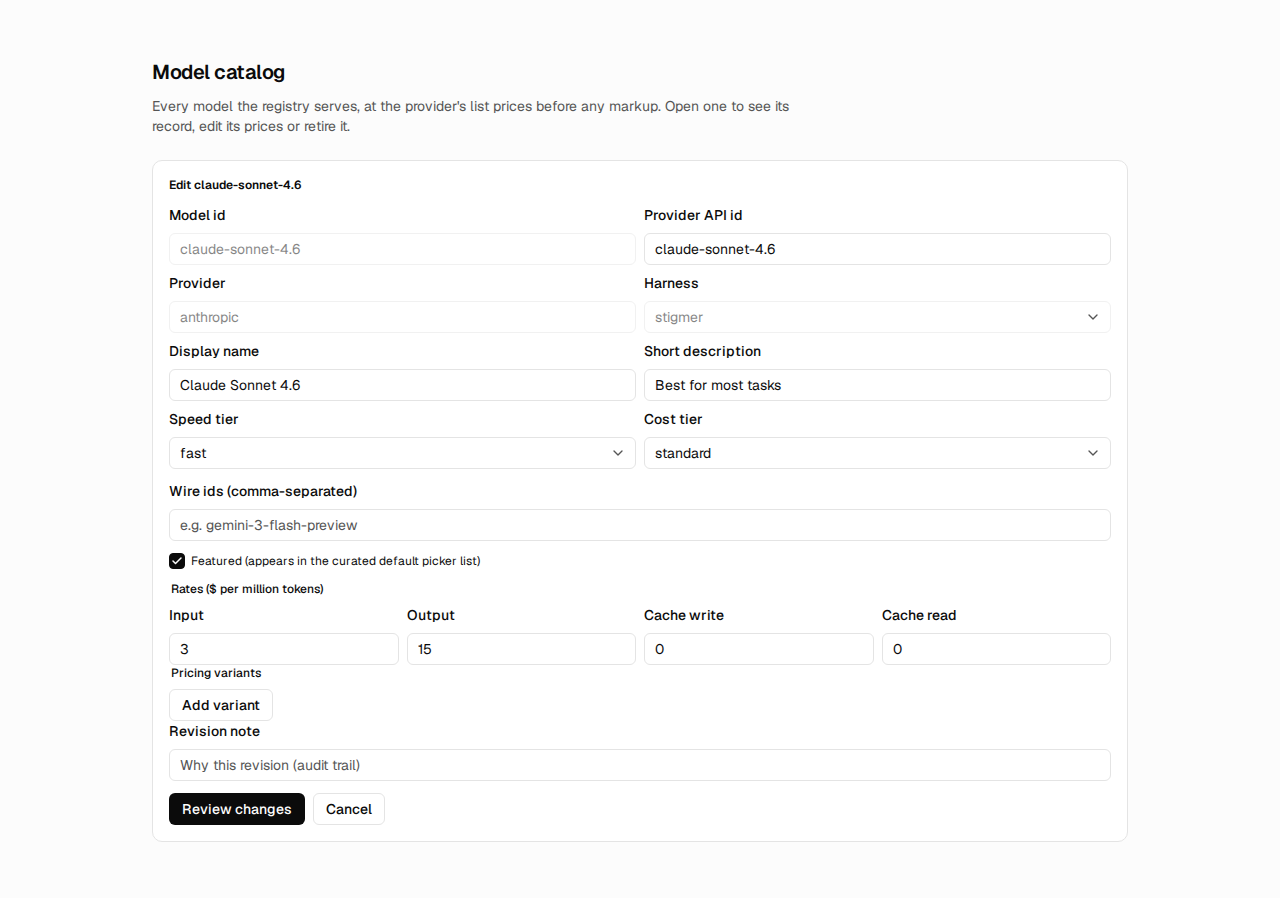 Model catalog
Every model the registry serves, at the provider's list prices before any markup. Open one to see its
record, edit its prices or retire it.
Edit claude-sonnet-4.6
Model id
Provider API id
claude-sonnet-4.6
claude-sonnet-4.6
Provider
Harness
anthropic
stigmer
Display name
Short description
Claude Sonnet 4.6
Best for most tasks
Speed tier
Cost tier
fast
standard
Wire ids (comma-separated)
e.g. gemini-3-flash-preview
Featured (appears in the curated default picker list)
Rates ($ per million tokens)
Input
Output
Cache write
Cache read
3
15
0
0
Pricing variants
Add variant
Revision note
Why this revision (audit trail)
Review changes
Cancel